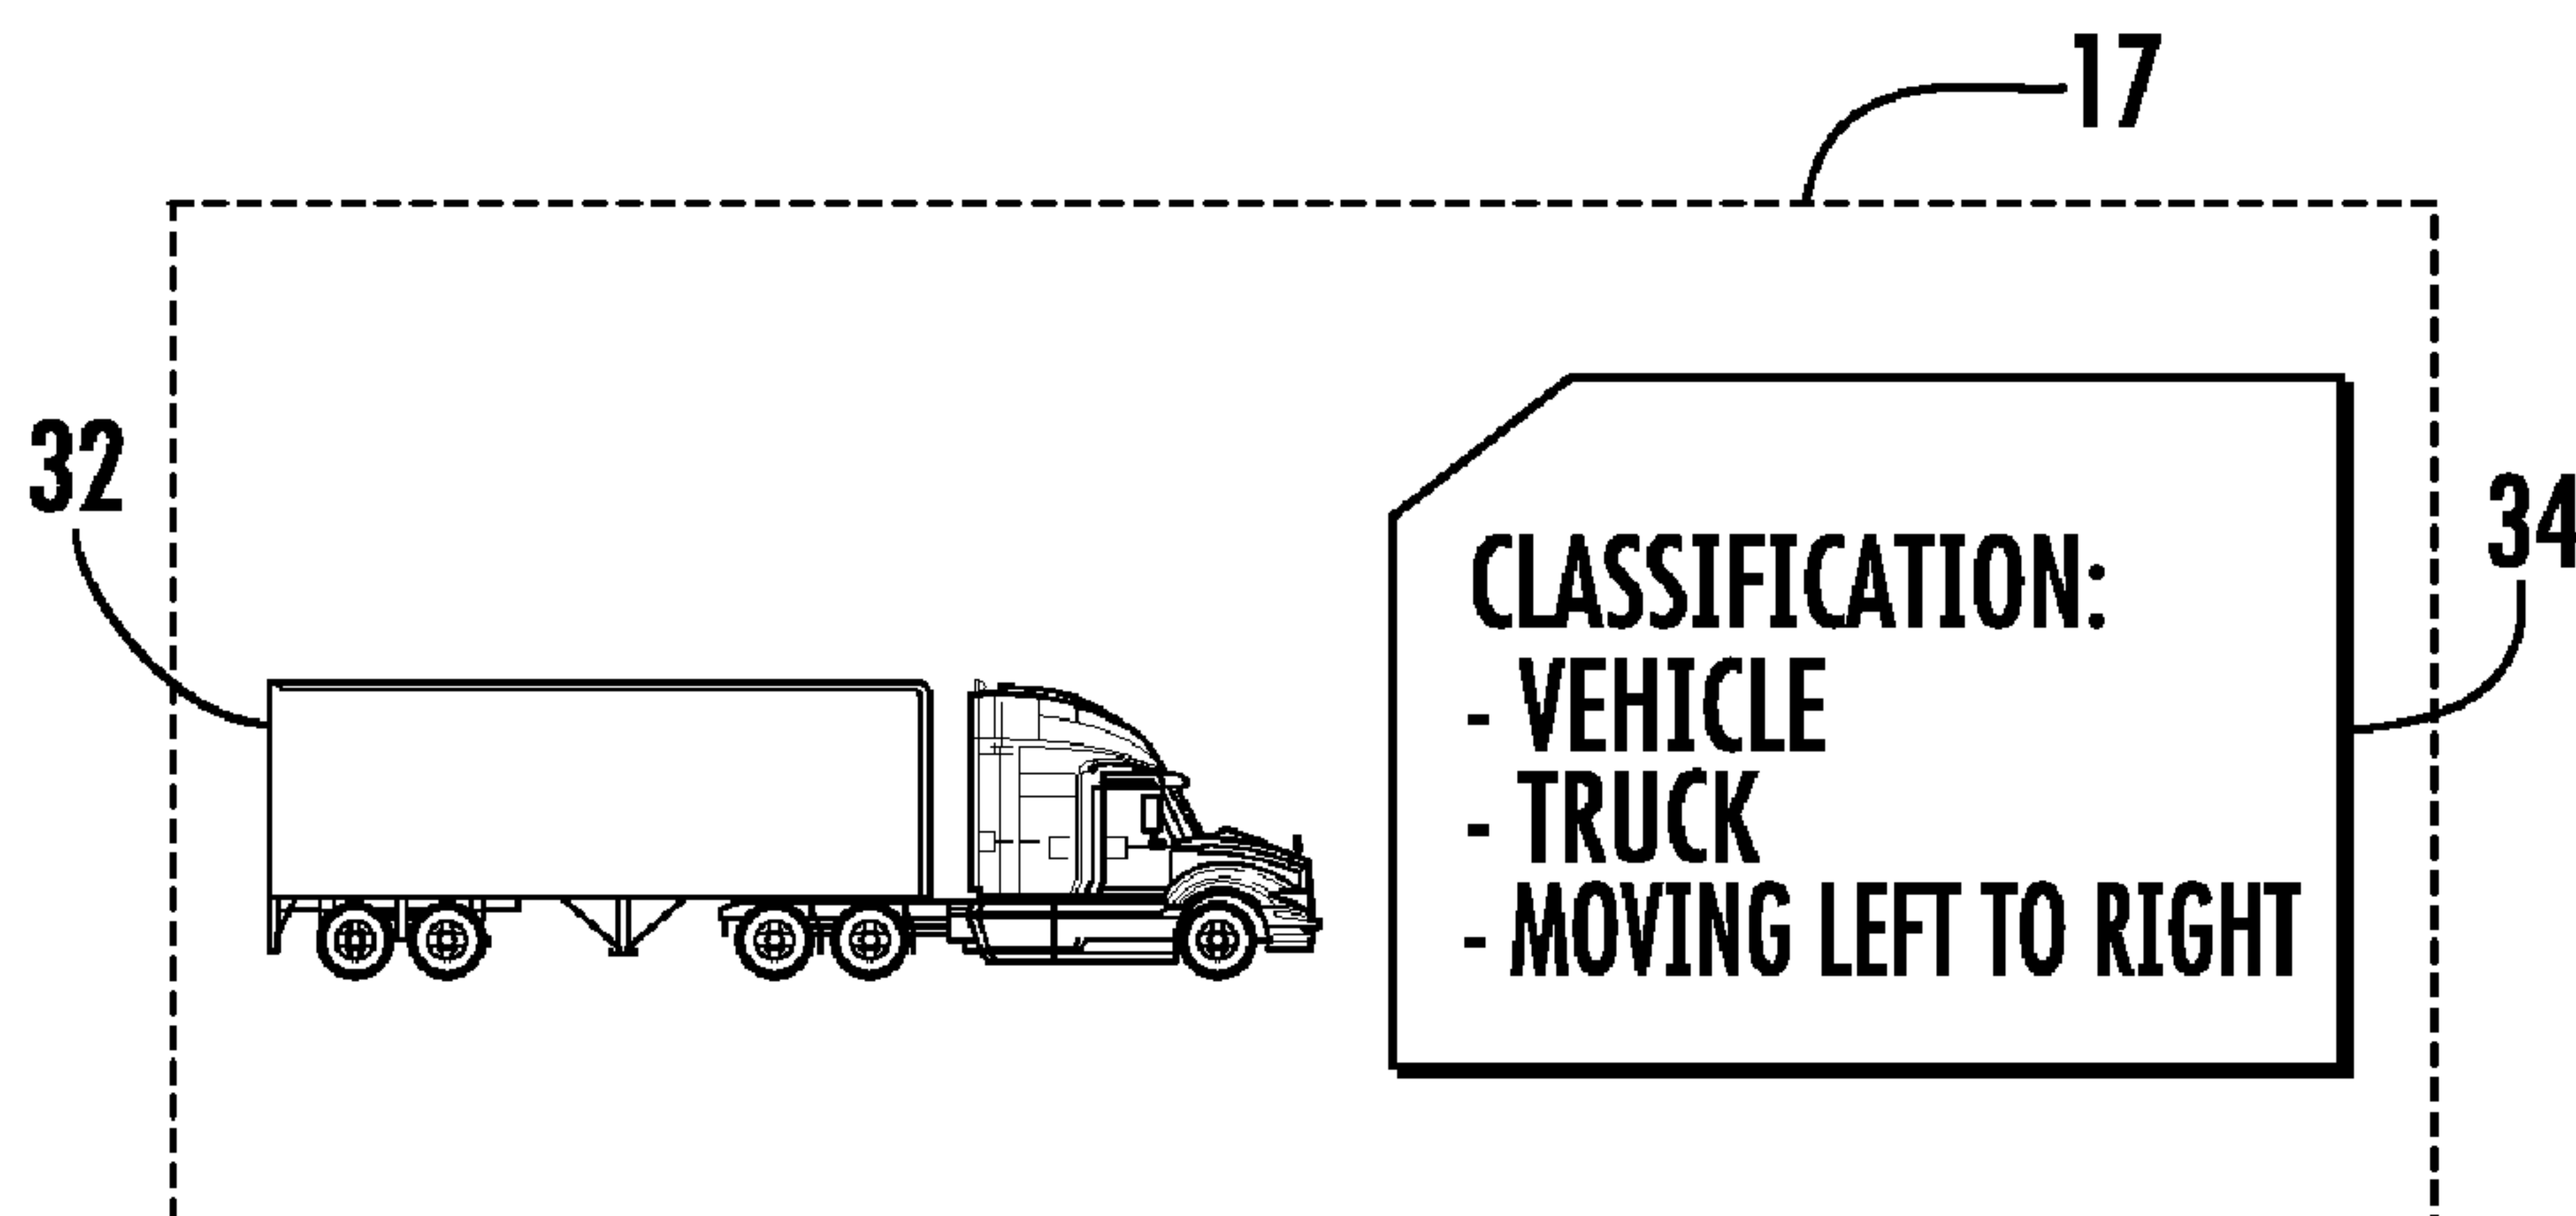 17
32
34
CLASSIFICATION:
- VEHICLE
- TRUCK
- MOVING LEFT TO RIGHT